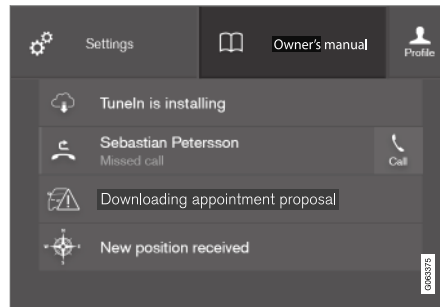 Settings
Owner's manual
Profile
TuneIn is installing
Sebastian Petersson
Missed call
Call
Downloading appointment proposal
New position received
G063375